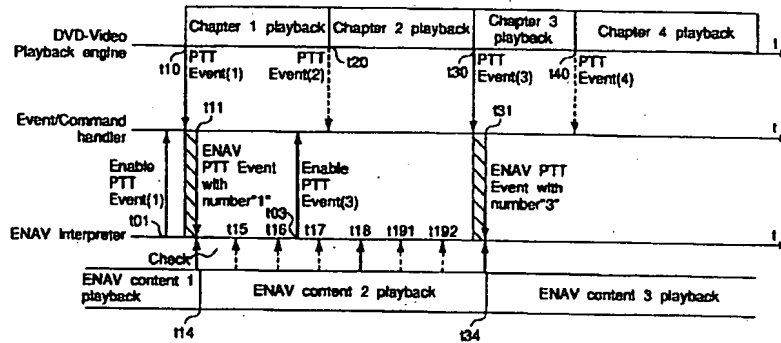 DVD-Video
Playback engine
Chapter 1 playback
Chapter 2 playback
Chapter 3
playback
Chapter 4 playback
t
t10
PTT
Event(1)
PTT
Event(2)
t20
t30
PTT
Event(3)
t40
PTT
Event(4)
t11
t31
Event/Command
handler
t
Enable
PTT
Event(1)
t01
ENAV
PTT Event
with
number"1"
t03
Enable
PTT
Event(3)
ENAV PTT
Event with
number"3"
ENAV Interpreter
t15
t16
t17
t18
t191
t192
t
Check
ENAV content 1
playback
ENAV content 2 playback
ENAV content 3 playback
t14
t34